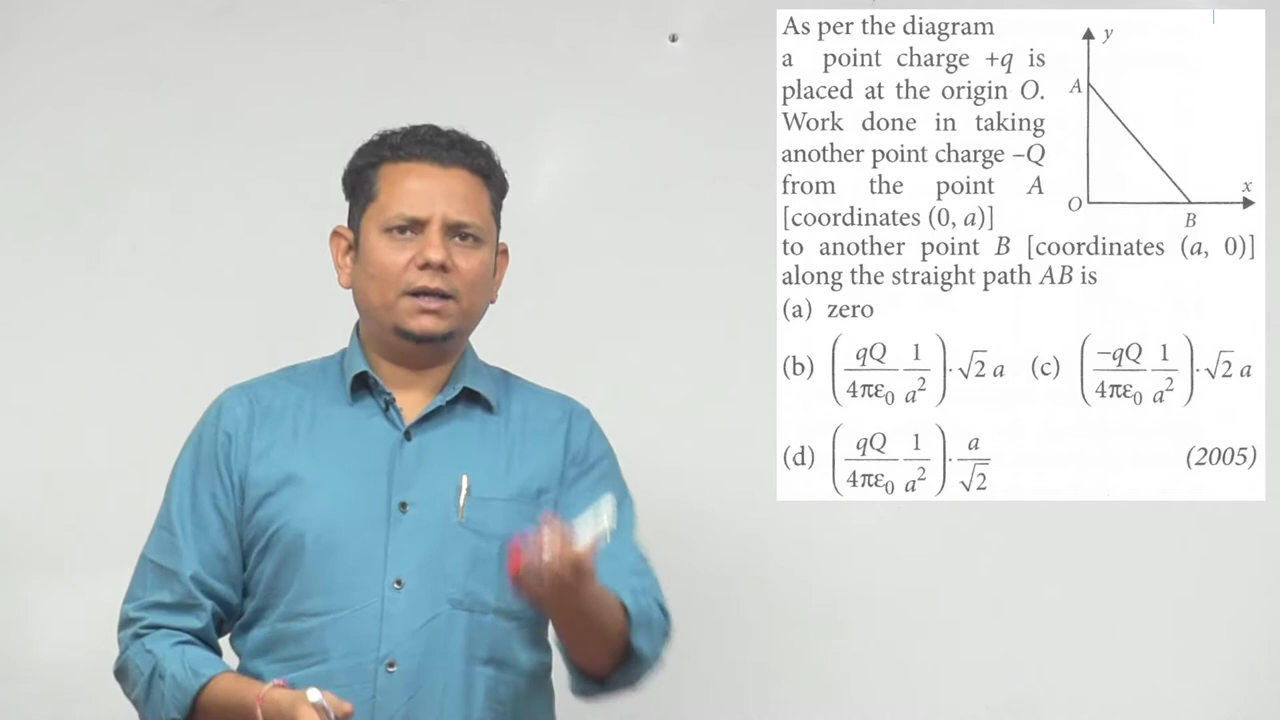 As per the diagram
a point charge +q is
placed at the origin O.
Work done in taking
another point charge –Q
from the point A
[coordinates (0, a)]
to another point B [coordinates (a, 0)]
along the straight path AB is
(a) zero
(b) (qQ/4πε₀ 1/a²)·√2 a (c) (–qQ/4πε₀ 1/a²)·√2 a
(d) (qQ/4πε₀ 1/a²)·a/√2 (2005)
y
A
x
O
B